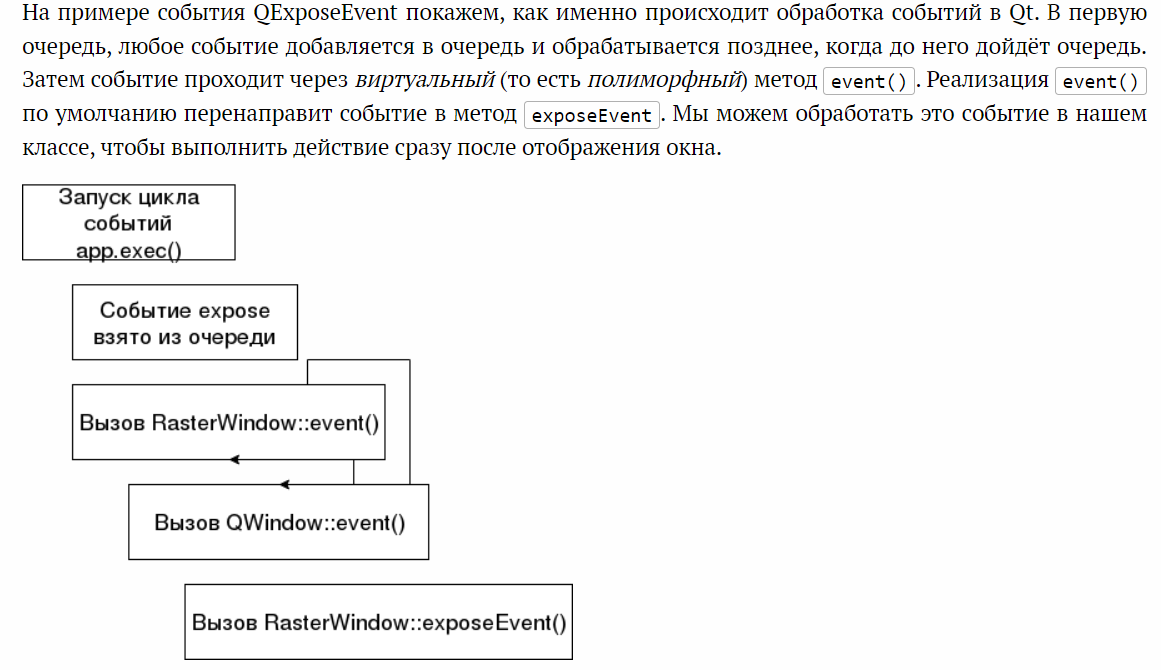 На примере события QExposeEvent покажем, как именно происходит обработка событий в Qt. В первую
очередь, любое событие добавляется в очередь и обрабатывается позднее, когда до него дойдёт очередь.
Затем событие проходит через виртуальный (то есть полиморфный) метод event(). Реализация event()
по умолчанию перенаправит событие в метод exposeEvent. Мы можем обработать это событие в нашем
классе, чтобы выполнить действие сразу после отображения окна.
Запуск цикла
событий
app.exec()
Событие expose
взято из очереди
Вызов RasterWindow::event()
Вызов QWindow::event()
Вызов RasterWindow::exposeEvent()